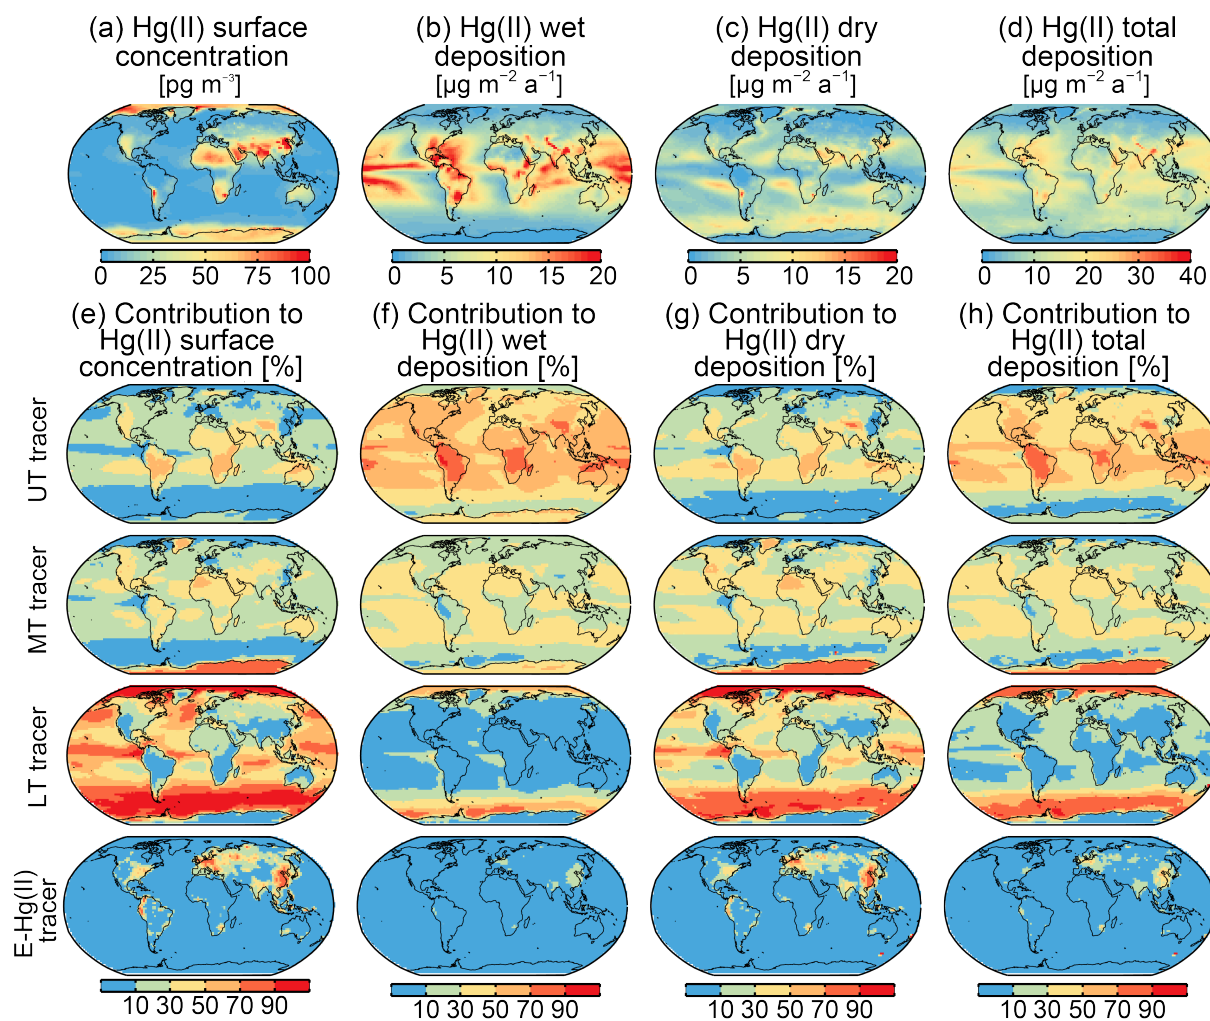 (a) Hg(II) surface
concentration
[pg m⁻³]
(b) Hg(II) wet
deposition
[µg m⁻² a⁻¹]
(c) Hg(II) dry
deposition
[µg m⁻² a⁻¹]
(d) Hg(II) total
deposition
[µg m⁻² a⁻¹]
0 25 50 75 100
0 5 10 15 20
0 5 10 15 20
0 10 20 30 40
(e) Contribution to
Hg(II) surface
concentration [%]
(f) Contribution to
Hg(II) wet
deposition [%]
(g) Contribution to
Hg(II) dry
deposition [%]
(h) Contribution to
Hg(II) total
deposition [%]
UT tracer
MT tracer
LT tracer
E-Hg(II)
tracer
10 30 50 70 90
10 30 50 70 90
10 30 50 70 90
10 30 50 70 90